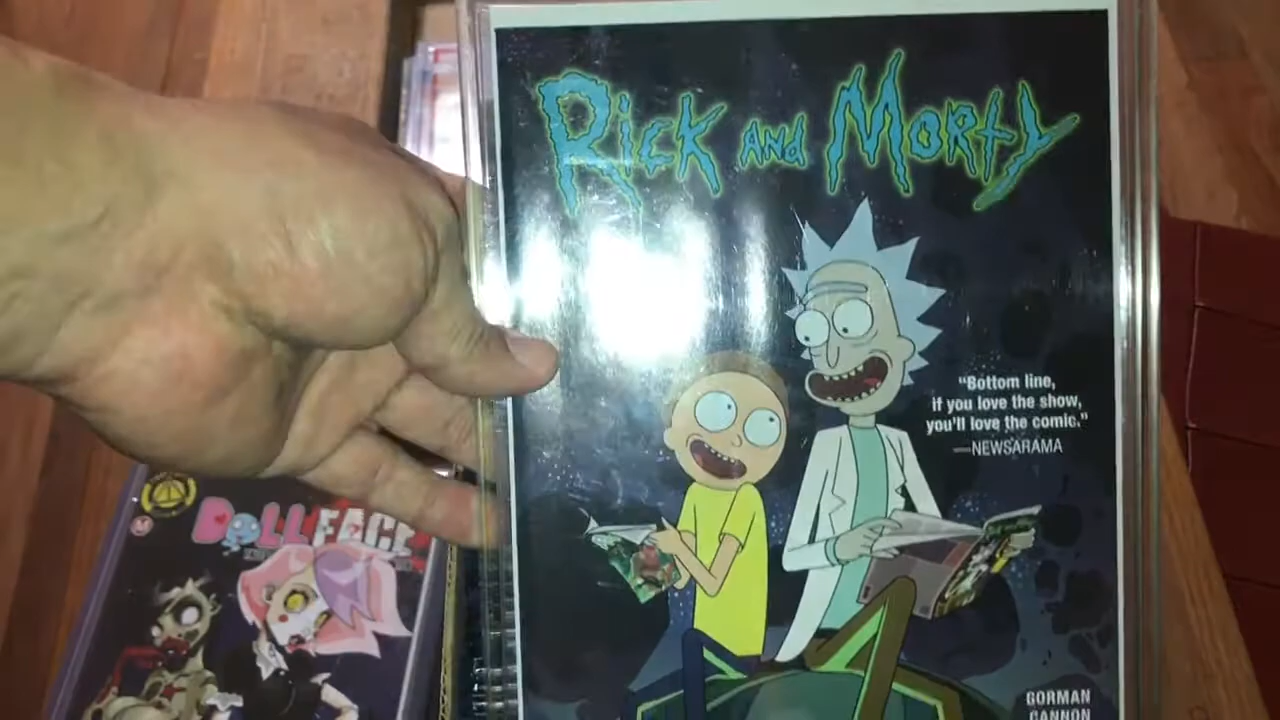 RICK AND MORTY
"Bottom line,
if you love the show,
you'll love the comic."
—NEWSARAMA
GORMAN
CANNON
DOLLFACE
M